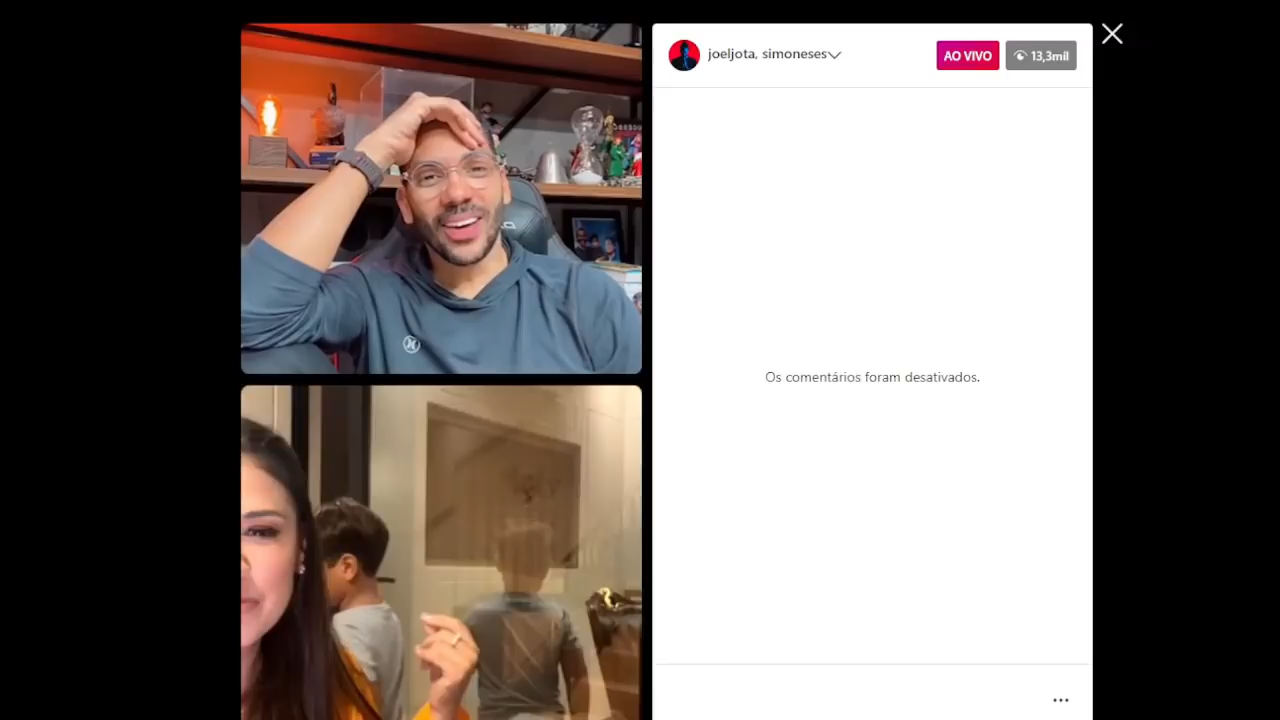 joeljota, simoneses
AO VIVO
13,3mil
Os comentários foram desativados.